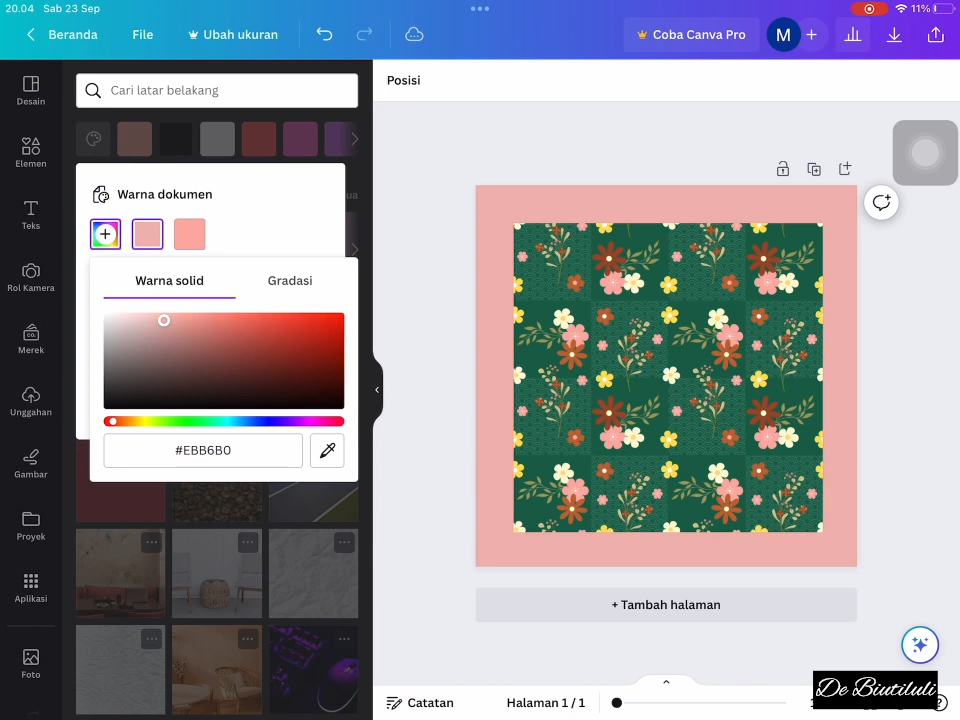 20.04 Sab 23 Sep
11%
Beranda
File
Ubah ukuran
Coba Canva Pro
M
Desain
Elemen
Teks
Rol Kamera
CO.
Merek
Unggahan
Gambar
Proyek
Aplikasi
Foto
Cari latar belakang
Warna dokumen
Warna solid
Gradasi
#EBB6B0
Posisi
+ Tambah halaman
Catatan
Halaman 1 / 1
De Biutiluli